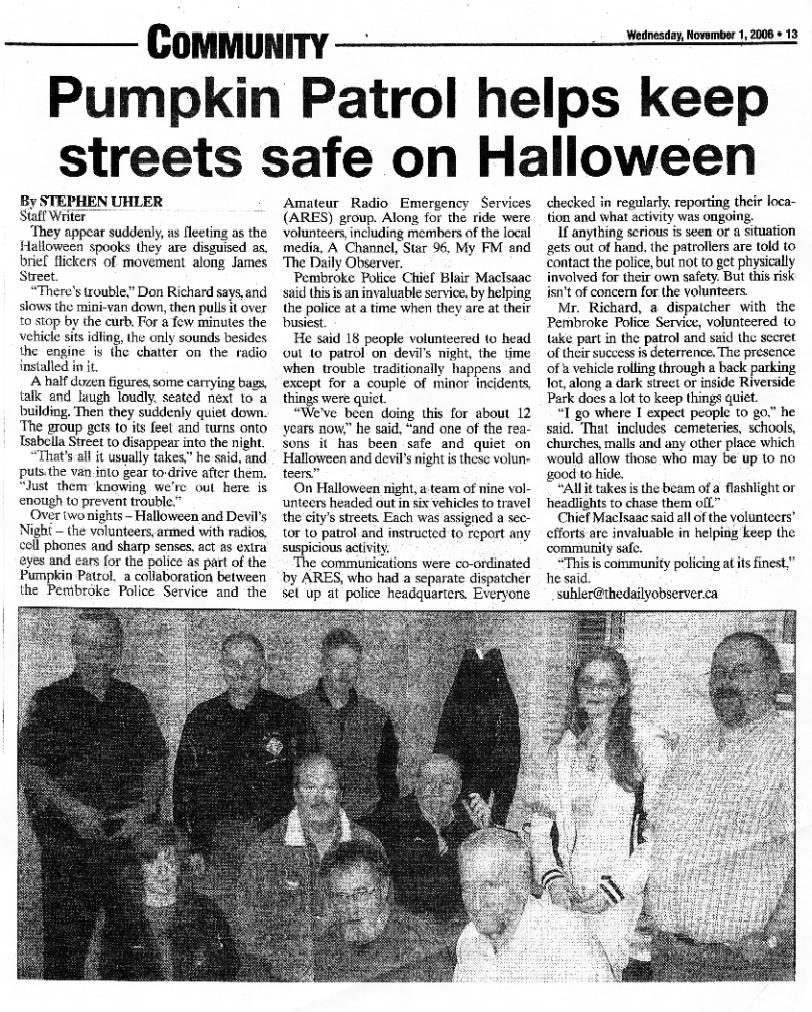 COMMUNITY
Wednesday, November 1, 2006 • 13
Pumpkin Patrol helps keep
streets safe on Halloween
By STEPHEN UHLER
Staff Writer
They appear suddenly, as fleeting as the
Halloween spooks they are disguised as,
brief flickers of movement along James
Street.
“There’s trouble,” Don Richard says, and
slows the mini-van down, then pulls it over
to stop by the curb. For a few minutes the
vehicle sits idling, the only sounds besides
the engine is the chatter on the radio
installed in it.
A half dozen figures, some carrying bags,
talk and laugh loudly, seated next to a
building. Then they suddenly quiet down.
The group gets to its feet and turns onto
Isabella Street to disappear into the night.
“That’s all it usually takes,” he said, and
puts the van into gear to drive after them.
“Just them knowing we’re out here is
enough to prevent trouble.”
Over two nights – Halloween and Devil’s
Night – the volunteers, armed with radios,
cell phones and sharp senses, act as extra
eyes and ears for the police as part of the
Pumpkin Patrol, a collaboration between
the Pembroke Police Service and the
Amateur Radio Emergency Services
(ARES) group. Along for the ride were
volunteers, including members of the local
media, A Channel, Star 96, My FM and
The Daily Observer.
Pembroke Police Chief Blair MacIsaac
said this is an invaluable service, by helping
the police at a time when they are at their
busiest.
He said 18 people volunteered to head
out to patrol on devil’s night, the time
when trouble traditionally happens and
except for a couple of minor incidents,
things were quiet.
“We’ve been doing this for about 12
years now,” he said, “and one of the rea-
sons it has been safe and quiet on
Halloween and devil’s night is these volun-
teers.”
On Halloween night, a team of nine vol-
unteers headed out in six vehicles to travel
the city’s streets. Each was assigned a sec-
tor to patrol and instructed to report any
suspicious activity.
The communications were co-ordinated
by ARES, who had a separate dispatcher
set up at police headquarters. Everyone
checked in regularly, reporting their loca-
tion and what activity was ongoing.
If anything serious is seen or a situation
gets out of hand, the patrollers are told to
contact the police, but not to get physically
involved for their own safety. But this risk
isn’t of concern for the volunteers.
Mr. Richard, a dispatcher with the
Pembroke Police Service, volunteered to
take part in the patrol and said the secret
of their success is deterrence. The presence
of a vehicle rolling through a back parking
lot, along a dark street or inside Riverside
Park does a lot to keep things quiet.
“I go where I expect people to go,” he
said. That includes cemeteries, schools,
churches, malls and any other place which
would allow those who may be up to no
good to hide.
“All it takes is the beam of a flashlight or
headlights to chase them off.”
Chief MacIsaac said all of the volunteers’
efforts are invaluable in helping keep the
community safe.
“This is community policing at its finest,”
he said.
suhler@thedailyobserver.ca